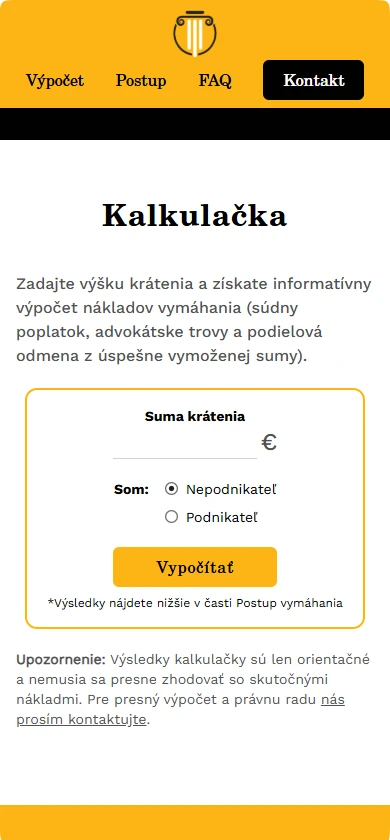 Výpočet Postup FAQ Kontakt
Kalkulačka
Zadajte výšku krátenia a získate informatívny
výpočet nákladov vymáhania (súdny
poplatok, advokátske trovy a podielová
odmena z úspešne vymoženej sumy).
Suma krátenia
€
Som: Nepodnikateľ
Podnikateľ
Vypočítať
*Výsledky nájdete nižšie v časti Postup vymáhania
Upozornenie: Výsledky kalkulačky sú len orientačné
a nemusia sa presne zhodovať so skutočnými
nákladmi. Pre presný výpočet a právnu radu nás
prosím kontaktujte.